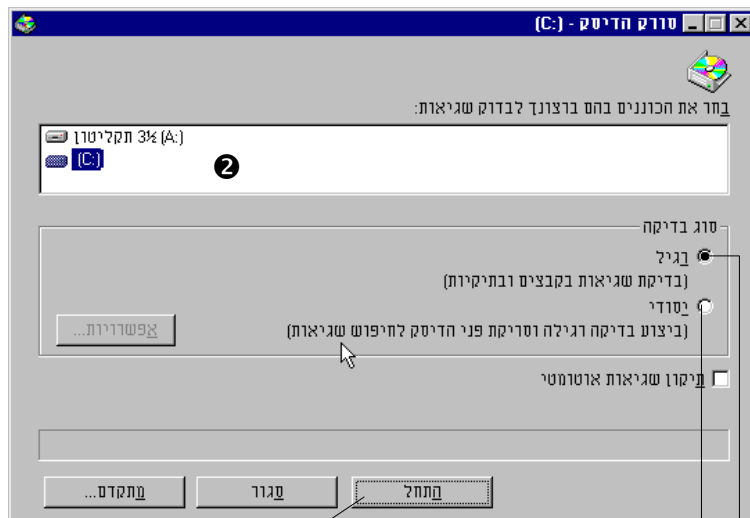 סורק הדיסק - (C:)
בחר את הכוננים בהם ברצונך לבדוק שגיאות:
תקליטון 3½ (A:)
(C:)
❷
סוג בדיקה
רגיל
(בדיקת שגיאות בקבצים ובתיקיות)
יסודי
(ביצוע בדיקה רגילה וסריקת פני הדיסק לחיפוש שגיאות)
אפשרויות...
תיקון שגיאות אוטומטי
התחל
סגור
מתקדם...